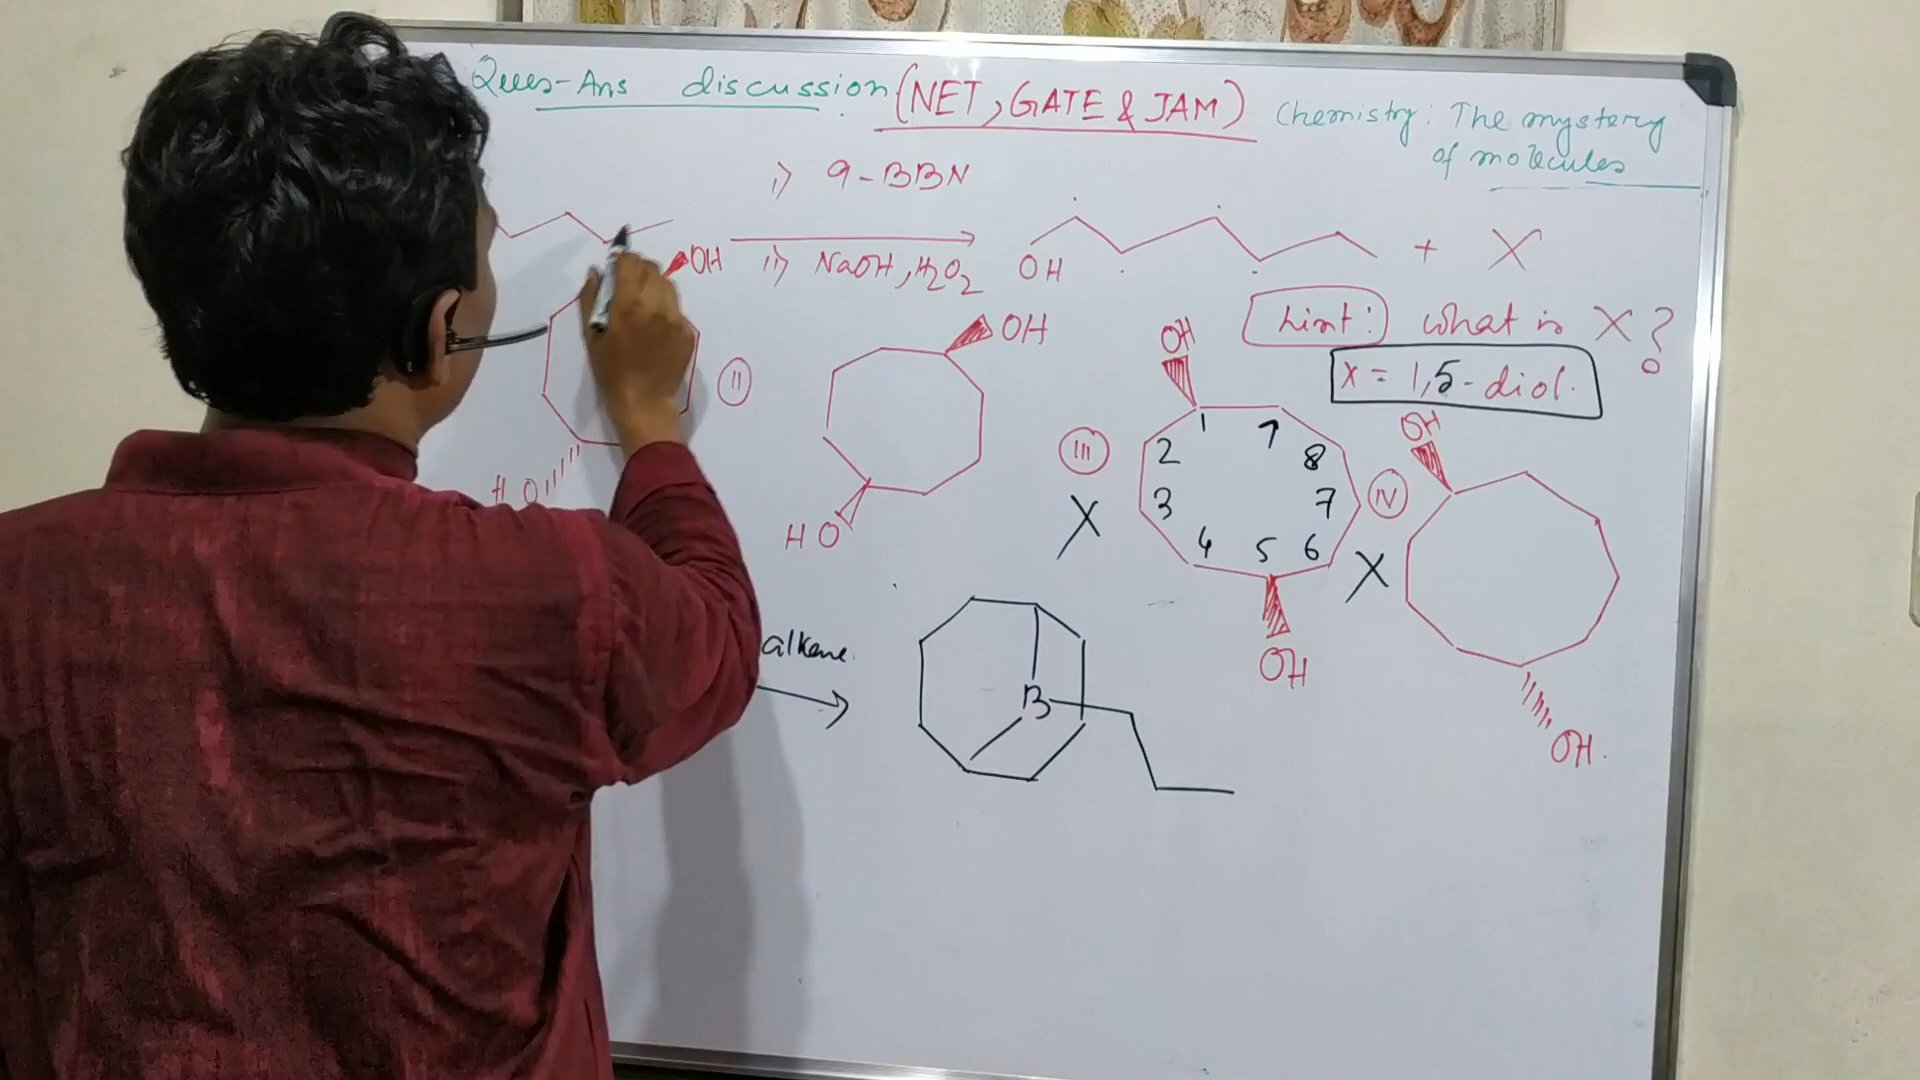 Ques-Ans discussion (NET, GATE & JAM) Chemistry: The mystery
of molecules
i) 9-BBN
ii) NaOH, H2O2
OH
+ X
OH
HO
II
OH
HO
hint: what is X?
X = 1,5-diol.
III
X
OH
1 7
2 8
3 7
4 5 6
OH
IV
X
OH
OH.
alkene.
B